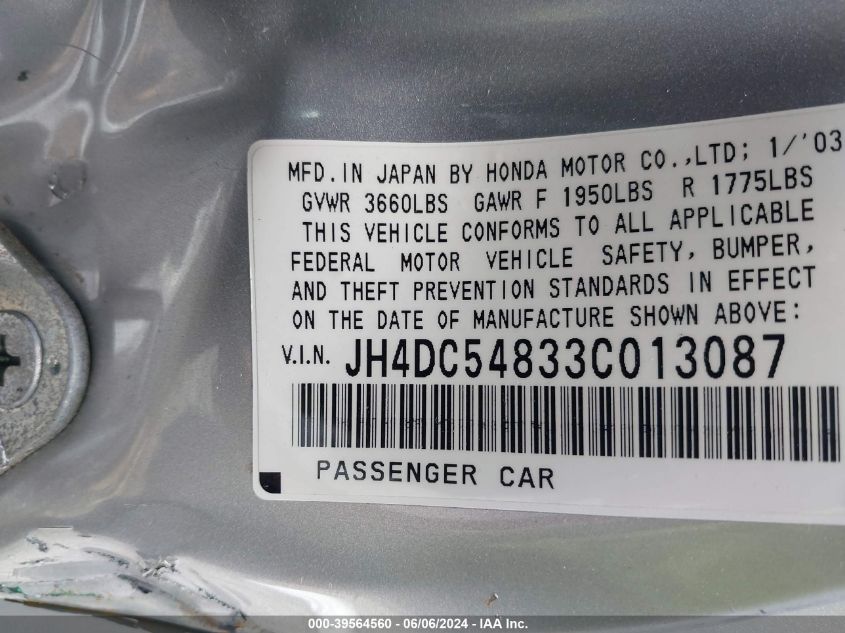 MFD.IN JAPAN BY HONDA MOTOR CO.,LTD; 1/'03
GVWR 3660LBS GAWR F 1950LBS R 1775LBS
THIS VEHICLE CONFORMS TO ALL APPLICABLE
FEDERAL MOTOR VEHICLE SAFETY, BUMPER,
AND THEFT PREVENTION STANDARDS IN EFFECT
ON THE DATE OF MANUFACTURE SHOWN ABOVE:
V.I.N. JH4DC54833C013087
PASSENGER CAR
000-39564560 - 06/06/2024 - IAA Inc.